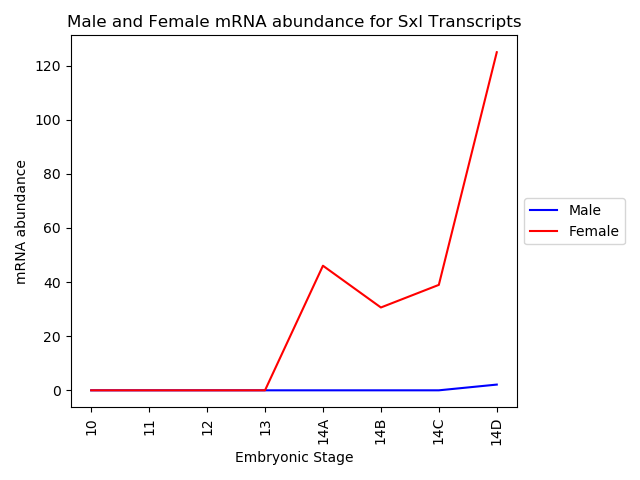 Male and Female mRNA abundance for Sxl Transcripts
mRNA abundance
120
100
80
60
40
20
0
10
11
12
13
14A
14B
14C
14D
Embryonic Stage
Male
Female